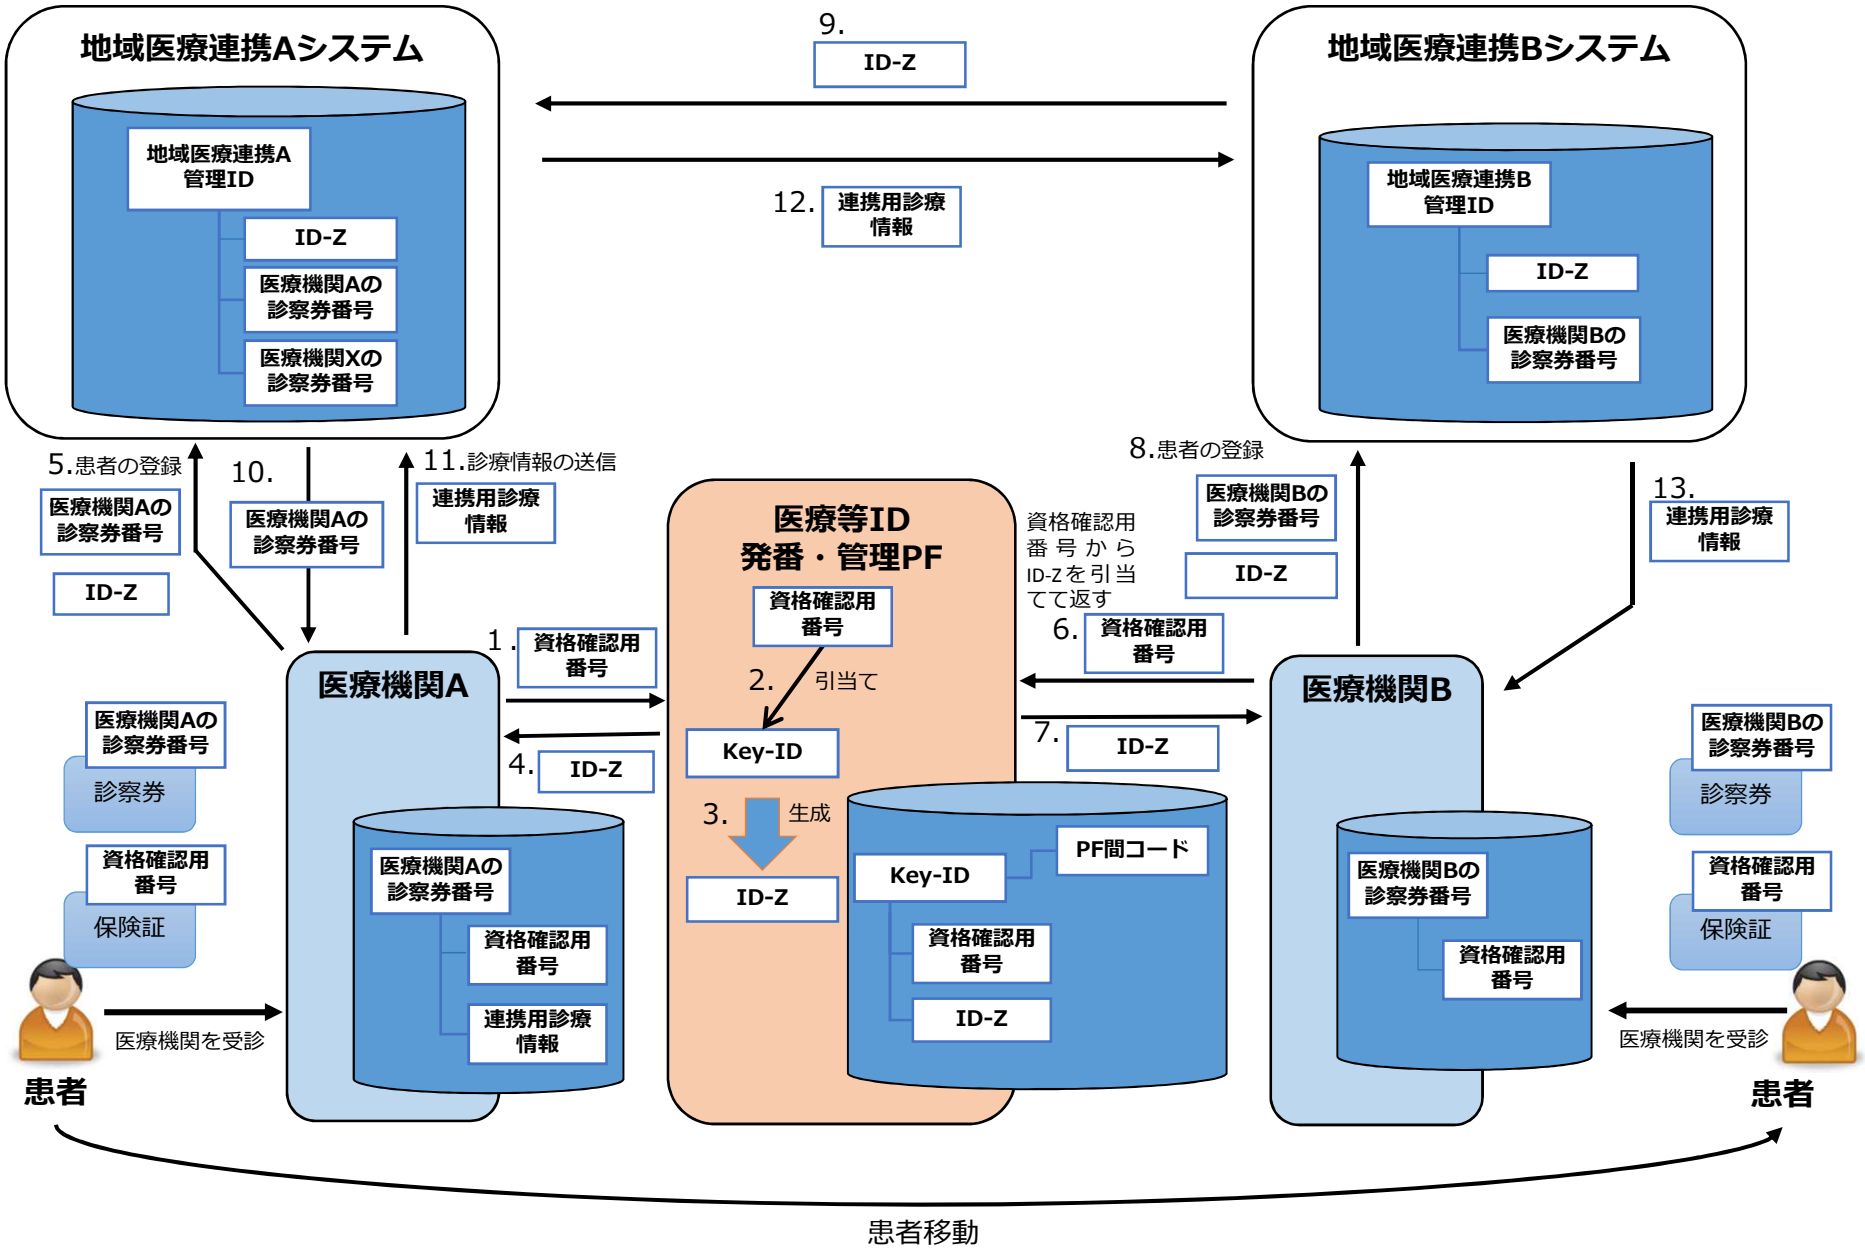 地域医療連携Aシステム
地域医療連携A
管理ID
ID-Z
医療機関Aの
診察券番号
医療機関Xの
診察券番号
9.
ID-Z
12.
連携用診療
情報
地域医療連携Bシステム
地域医療連携B
管理ID
ID-Z
医療機関Bの
診察券番号
5.患者の登録
医療機関Aの
診察券番号
ID-Z
10.
医療機関Aの
診察券番号
11.診療情報の送信
連携用診療
情報
医療等ID
発番・管理PF
資格確認用
番号
2.
引当て
Key-ID
3.
生成
ID-Z
PF間コード
Key-ID
資格確認用
番号
ID-Z
資格確認用
番号から
ID-Zを引当
てて返す
6.
資格確認用
番号
7.
ID-Z
8.患者の登録
医療機関Bの
診察券番号
ID-Z
13.
連携用診療
情報
1.
資格確認用
番号
4.
ID-Z
医療機関A
医療機関Aの
診察券番号
資格確認用
番号
連携用診療
情報
医療機関Aの
診察券番号
診察券
資格確認用
番号
保険証
医療機関を受診
患者
医療機関B
医療機関Bの
診察券番号
資格確認用
番号
医療機関Bの
診察券番号
診察券
資格確認用
番号
保険証
医療機関を受診
患者
患者移動